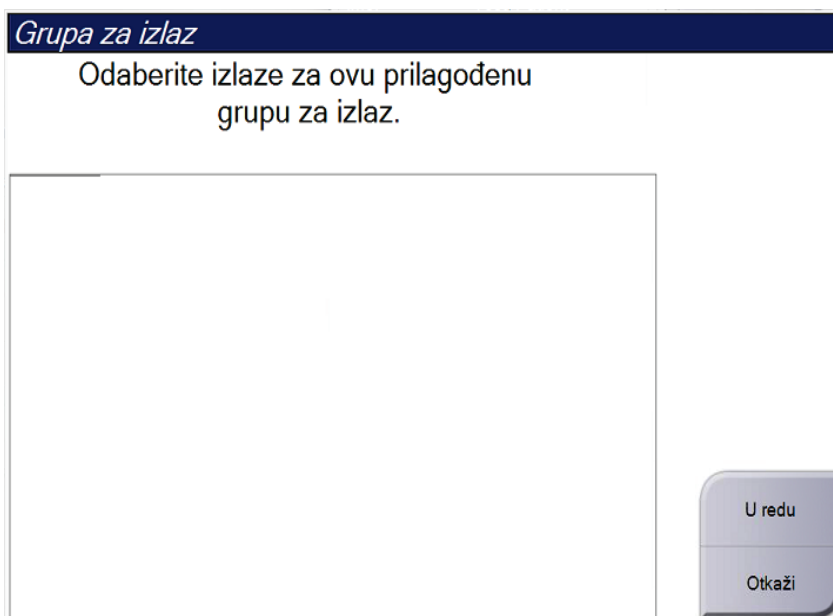 Grupa za izlaz
Odaberite izlaze za ovu prilagođenu
grupu za izlaz.
U redu
Otkaži